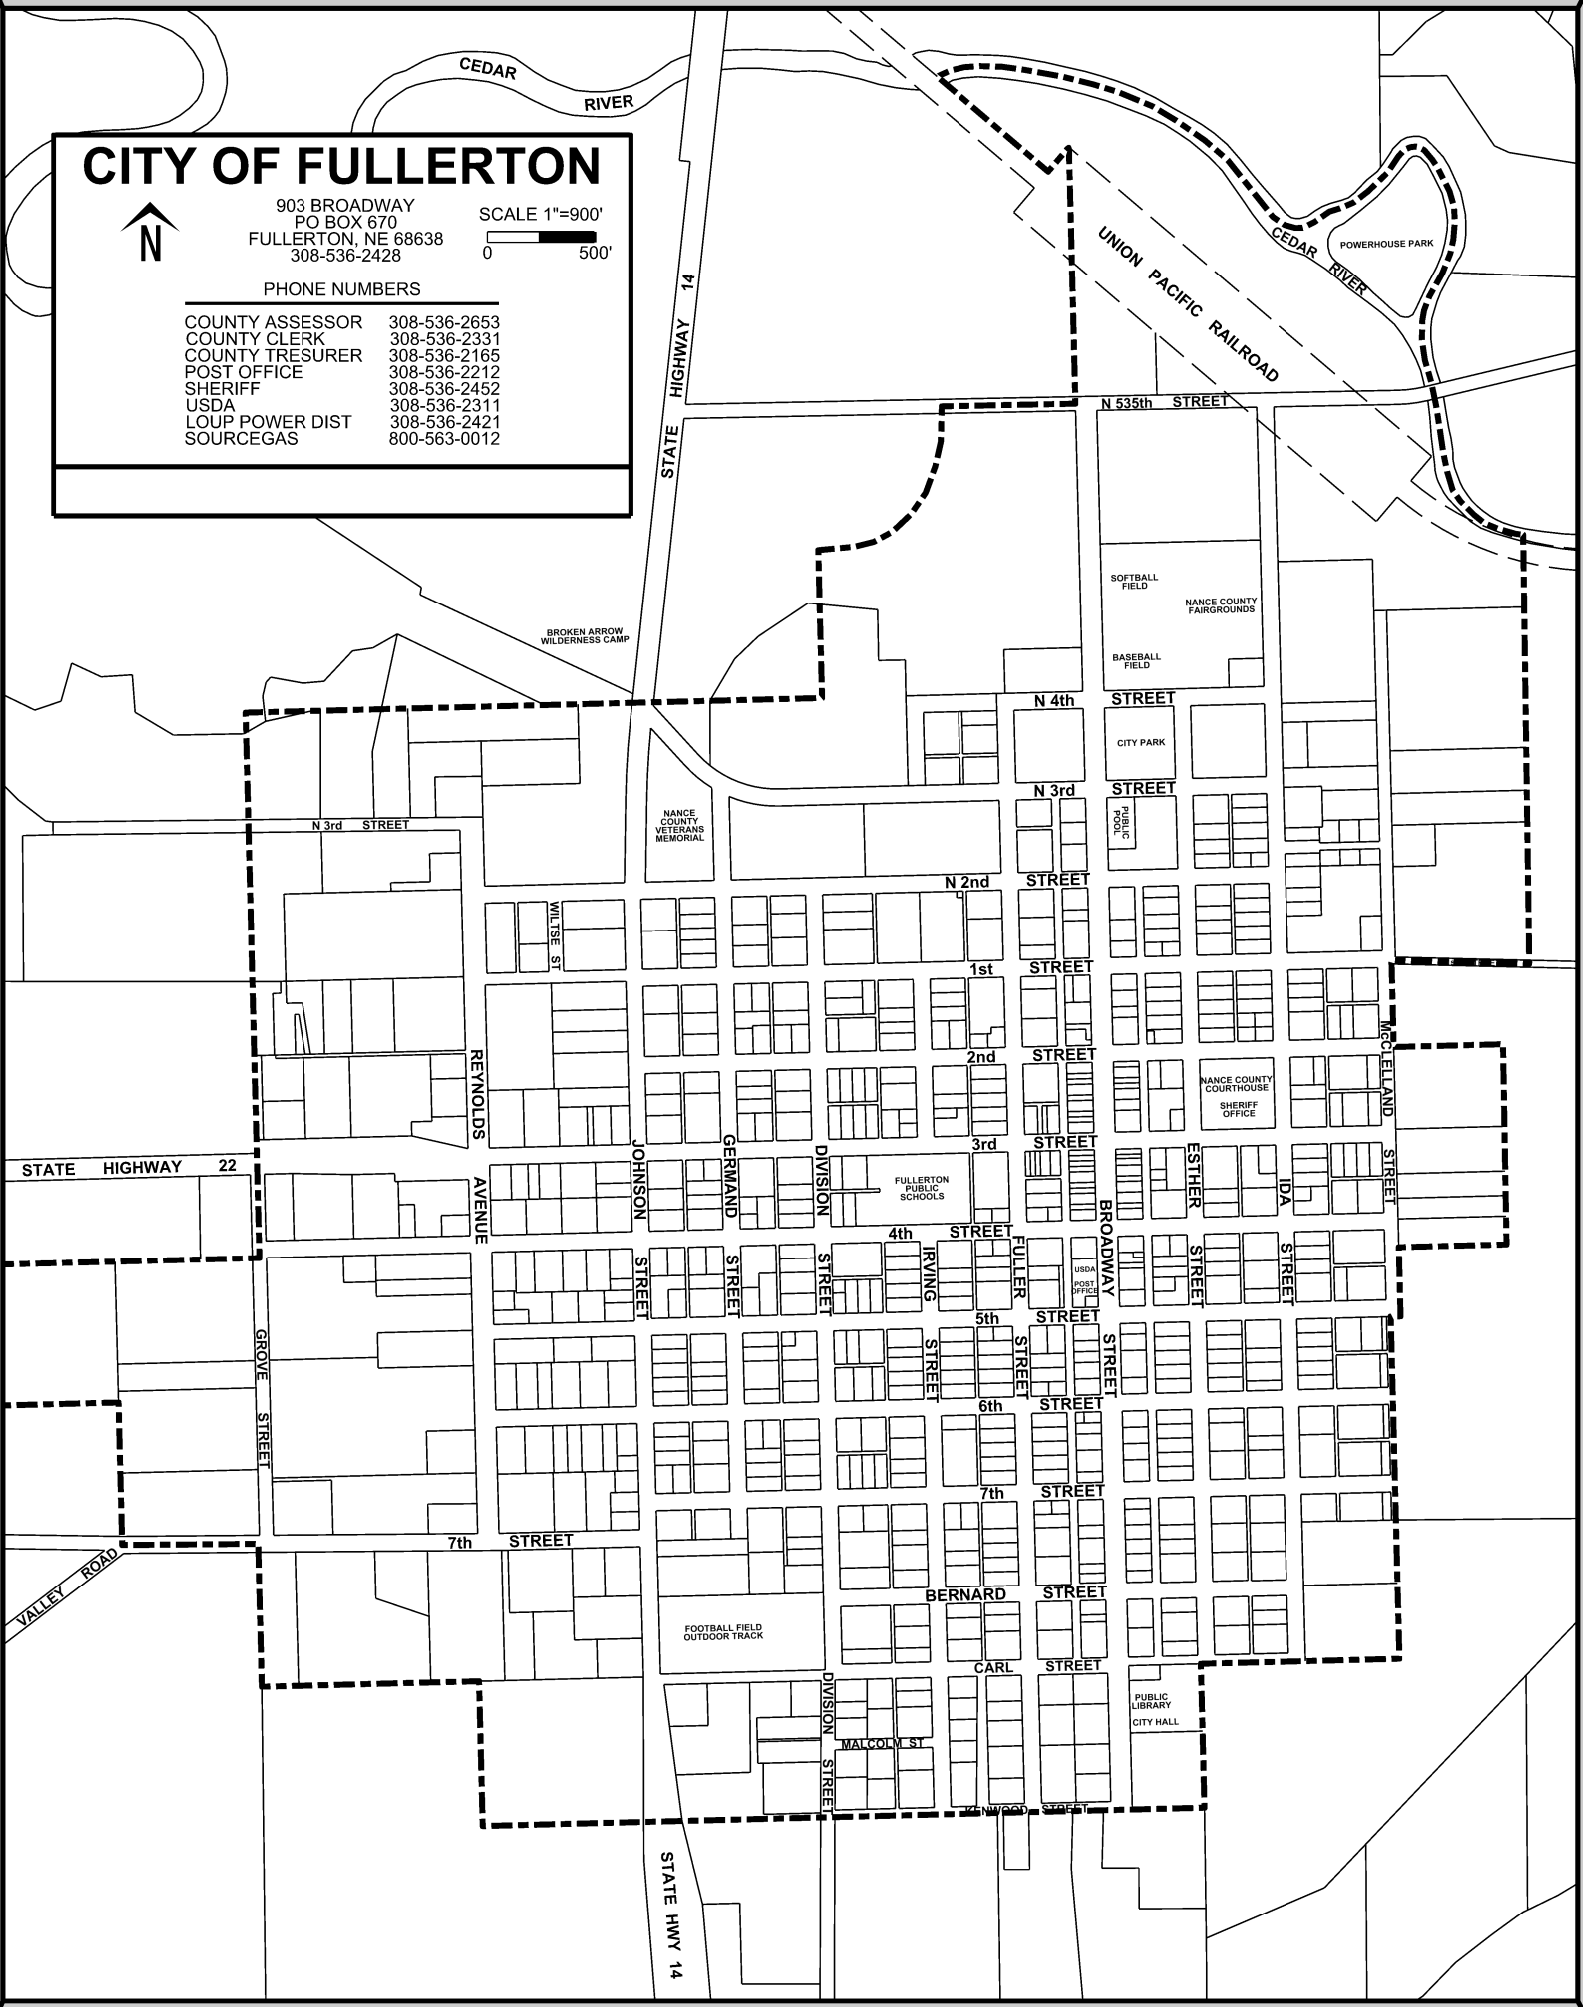 CEDAR
RIVER
CITY OF FULLERTON
N
903 BROADWAY
PO BOX 670
FULLERTON, NE 68638
308-536-2428
SCALE 1"=900'
0 500'
PHONE NUMBERS
COUNTY ASSESSOR 308-536-2653
COUNTY CLERK 308-536-2331
COUNTY TRESURER 308-536-2165
POST OFFICE 308-536-2212
SHERIFF 308-536-2452
USDA 308-536-2311
LOUP POWER DIST 308-536-2421
SOURCEGAS 800-563-0012
STATE HIGHWAY 14
UNION PACIFIC RAILROAD
CEDAR RIVER
POWERHOUSE PARK
N 535th STREET
SOFTBALL
FIELD
NANCE COUNTY
FAIRGROUNDS
BASEBALL
FIELD
BROKEN ARROW
WILDERNESS CAMP
N 4th STREET
CITY PARK
N 3rd STREET
PUBLIC
POOL
NANCE
COUNTY
VETERANS
MEMORIAL
N 3rd STREET
N 2nd STREET
WILTSE ST
1st STREET
2nd STREET
NANCE COUNTY
COURTHOUSE
SHERIFF
OFFICE
MCCLELLAND STREET
REYNOLDS AVENUE
3rd STREET
STATE HIGHWAY 22
JOHNSON STREET
GERMAND STREET
DIVISION STREET
FULLERTON
PUBLIC
SCHOOLS
ESTHER STREET
IDA STREET
BROADWAY STREET
4th STREET
IRVING STREET
FULLER STREET
USDA
POST
OFFICE
5th STREET
GROVE STREET
6th STREET
7th STREET
7th STREET
VALLEY ROAD
BERNARD STREET
FOOTBALL FIELD
OUTDOOR TRACK
CARL STREET
DIVISION STREET
PUBLIC
LIBRARY
CITY HALL
MALCOLM ST
KENWOOD STREET
STATE HWY 14